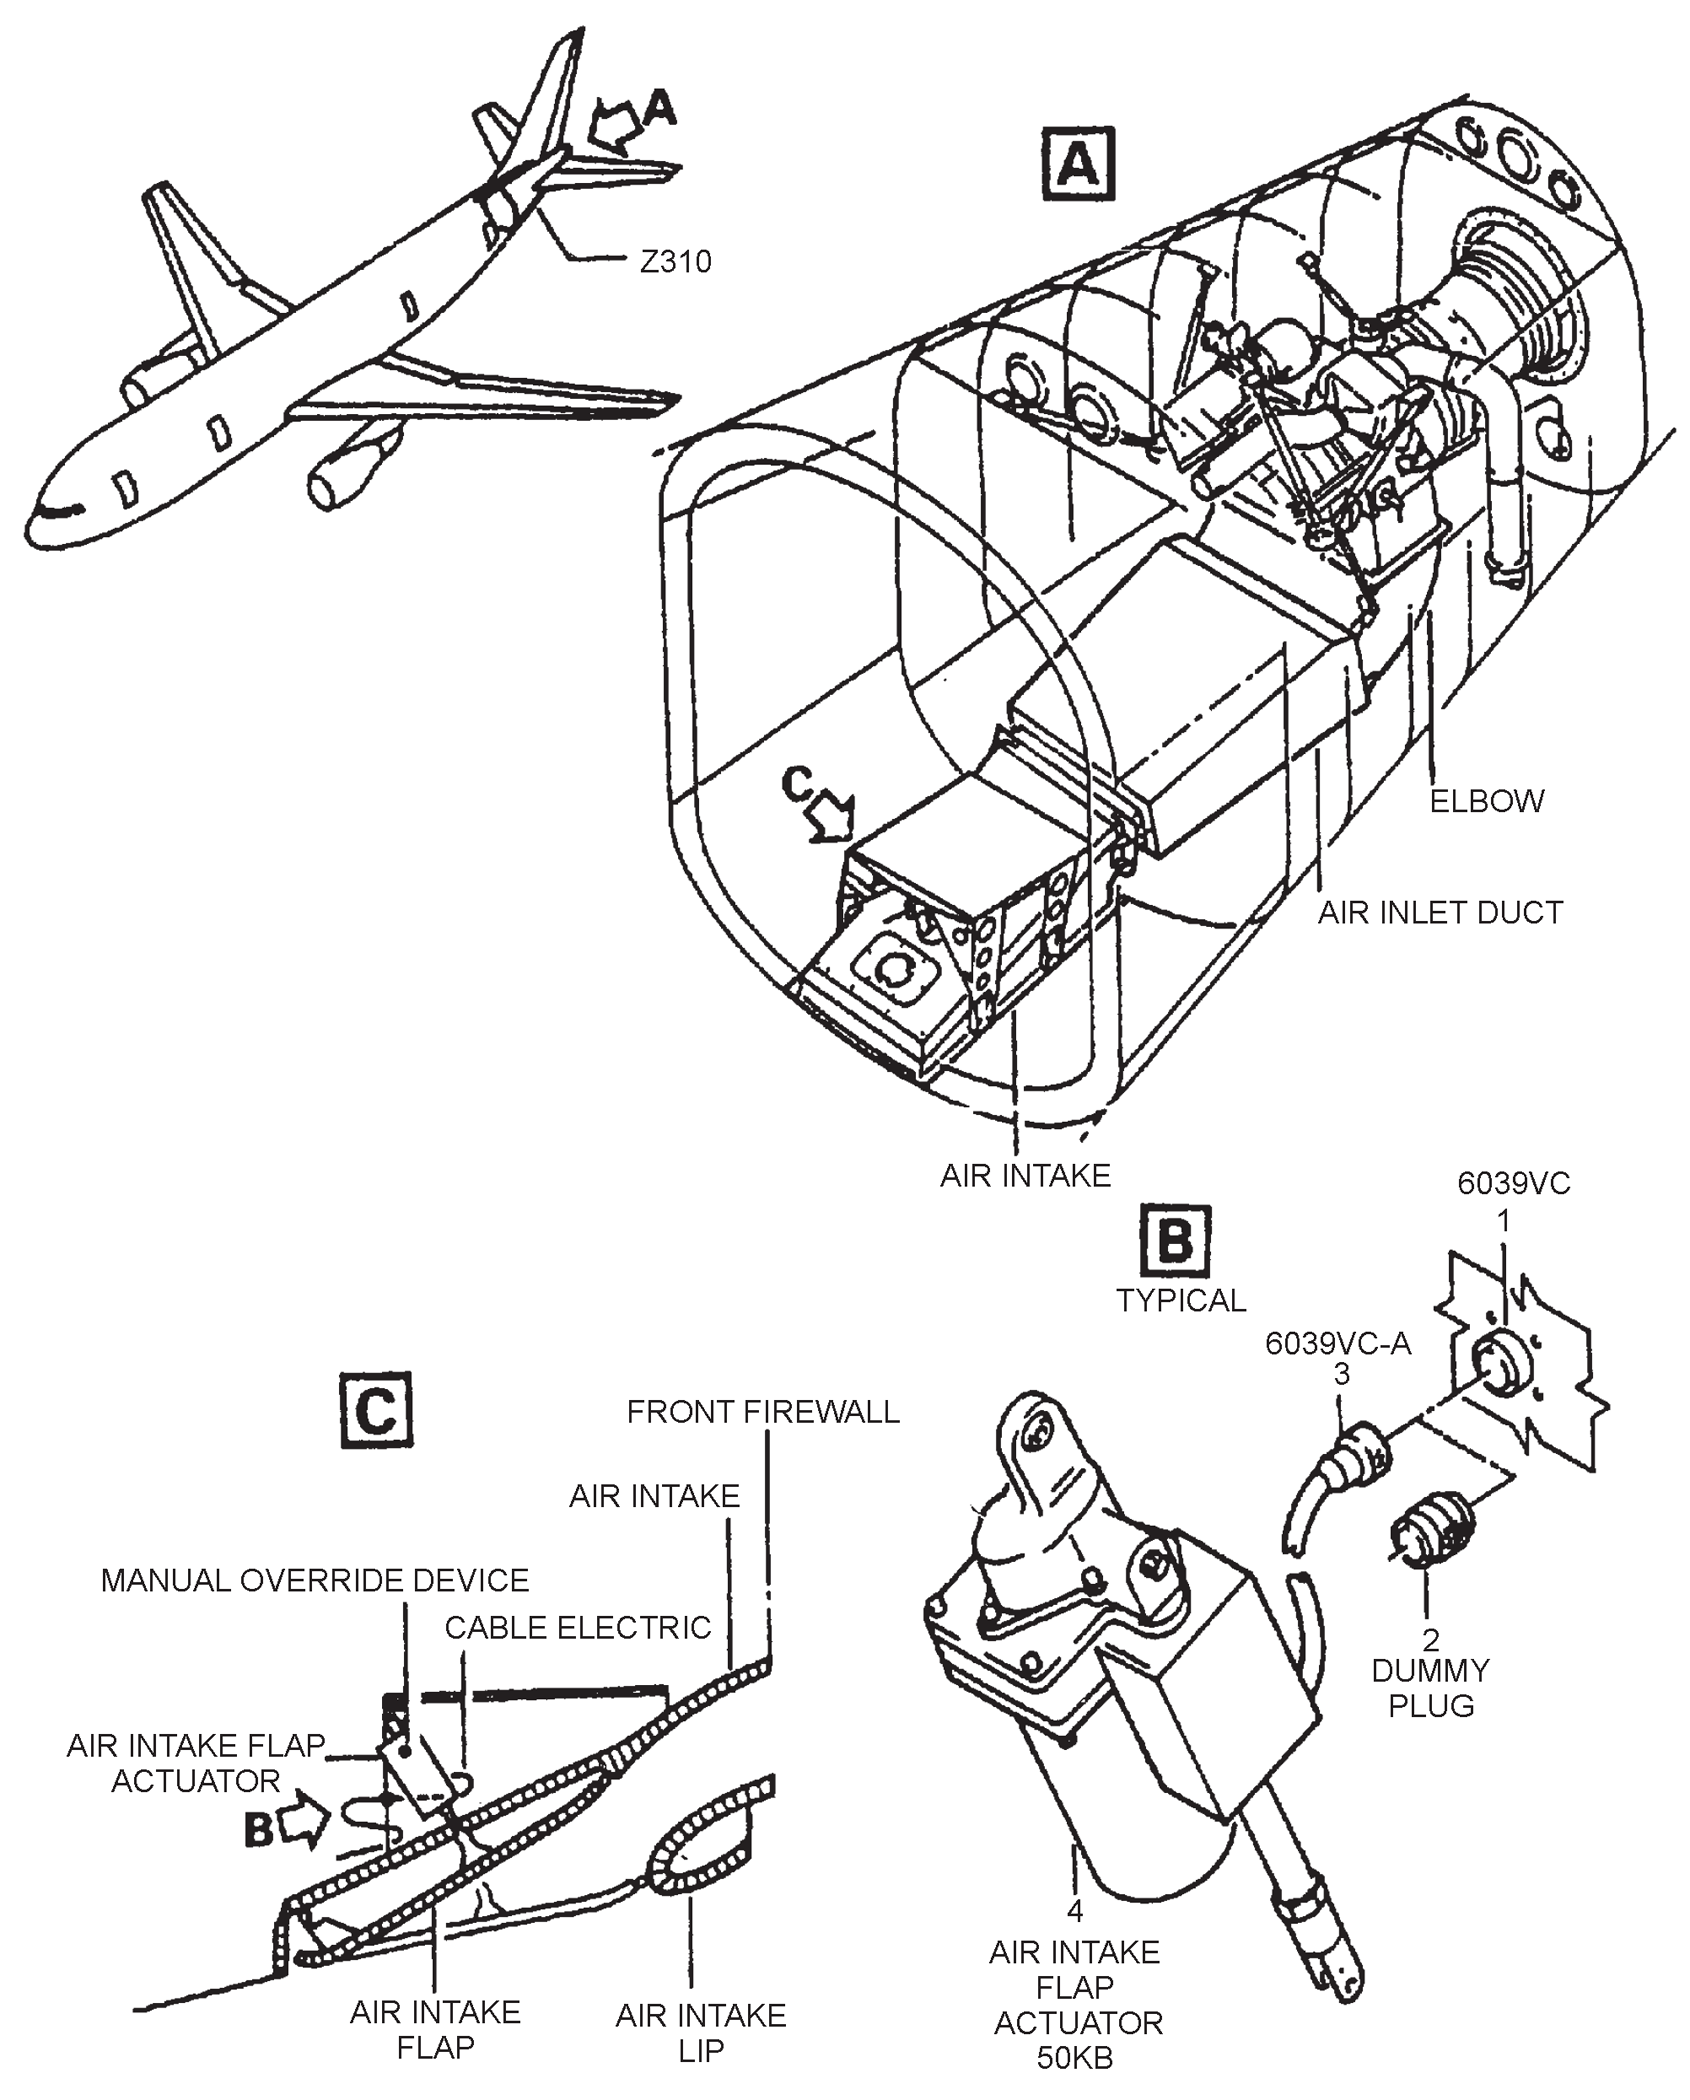 A
Z310
A
C
ELBOW
AIR INLET DUCT
AIR INTAKE
B
TYPICAL
6039VC
1
6039VC-A
3
2
DUMMY
PLUG
4
AIR INTAKE
FLAP
ACTUATOR
50KB
C
FRONT FIREWALL
AIR INTAKE
MANUAL OVERRIDE DEVICE
CABLE ELECTRIC
AIR INTAKE FLAP
ACTUATOR
B
AIR INTAKE
FLAP
AIR INTAKE
LIP